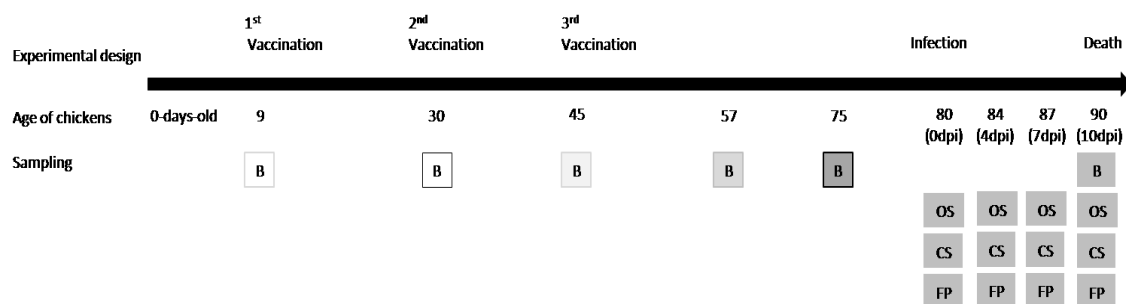 1st
2nd
3rd
Vaccination
Vaccination
Vaccination
Infection
Death
Experimental design
Age of chickens
0-days-old
9
30
45
57
75
80
84
87
90
(0dpi)
(4dpi)
(7dpi)
(10dpi)
Sampling
B
B
B
B
B
B
OS
OS
OS
OS
CS
CS
CS
CS
FP
FP
FP
FP